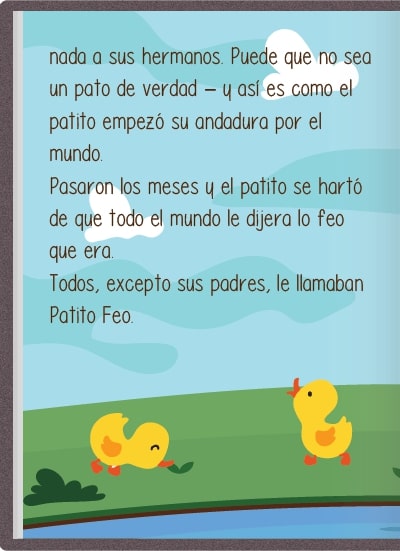 nada a sus hermanos. Puede que no sea
un pato de verdad – y así es como el
patito empezó su andadura por el
mundo.
Pasaron los meses y el patito se hartó
de que todo el mundo le dijera lo feo
que era.
Todos, excepto sus padres, le llamaban
Patito Feo.